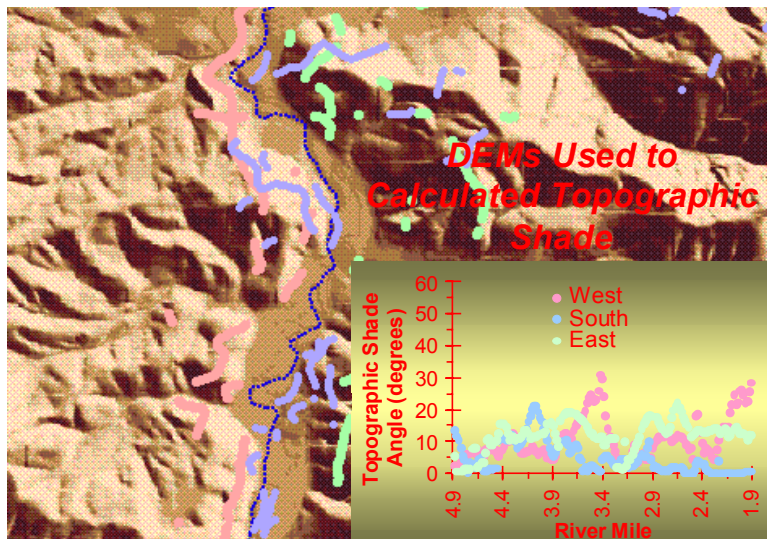 DEMs Used to
Calculated Topographic
Shade
West
South
East
Topographic Shade
Angle (degrees)
60
50
40
30
20
10
0
4.9 4.4 3.9 3.4 2.9 2.4 1.9
River Mile